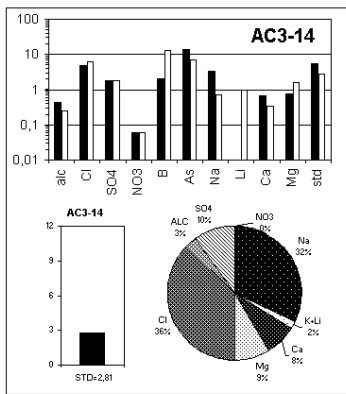 AC3-14
100
10
1
0,1
0,01
alc
Cl
SO4
NO3
B
As
Na
Li
Ca
Mg
std
AC3-14
12
9
6
3
0
STD=2,81
SO4
10%
NO3
0%
ALC
3%
Na
32%
Cl
36%
K+Li
2%
Ca
8%
Mg
9%